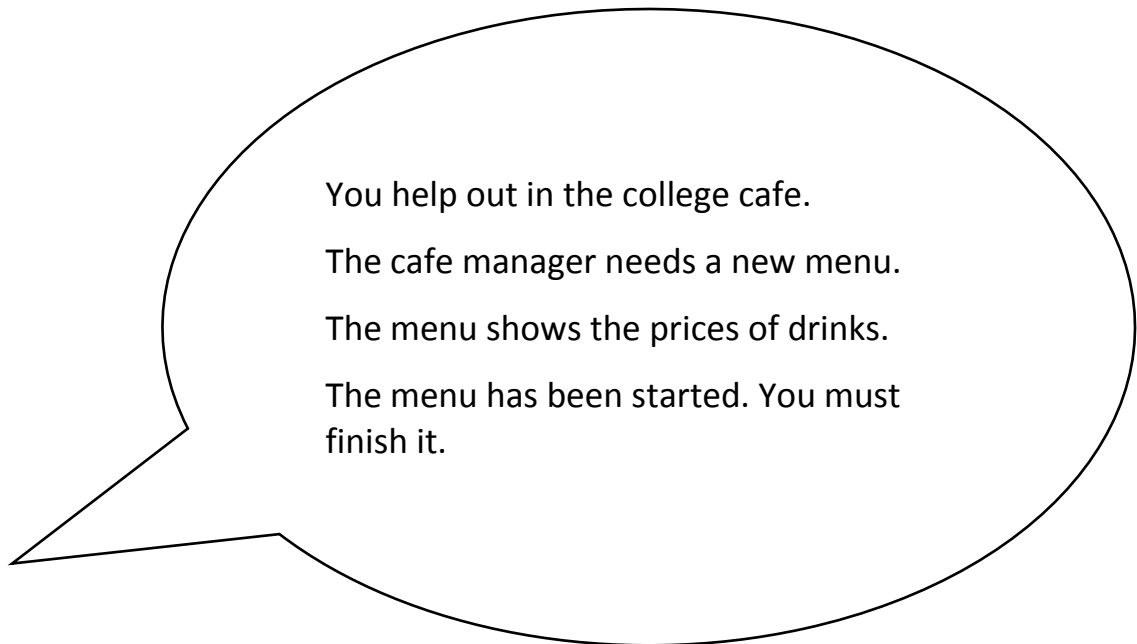 You help out in the college cafe.
The cafe manager needs a new menu.
The menu shows the prices of drinks.
The menu has been started. You must
finish it.